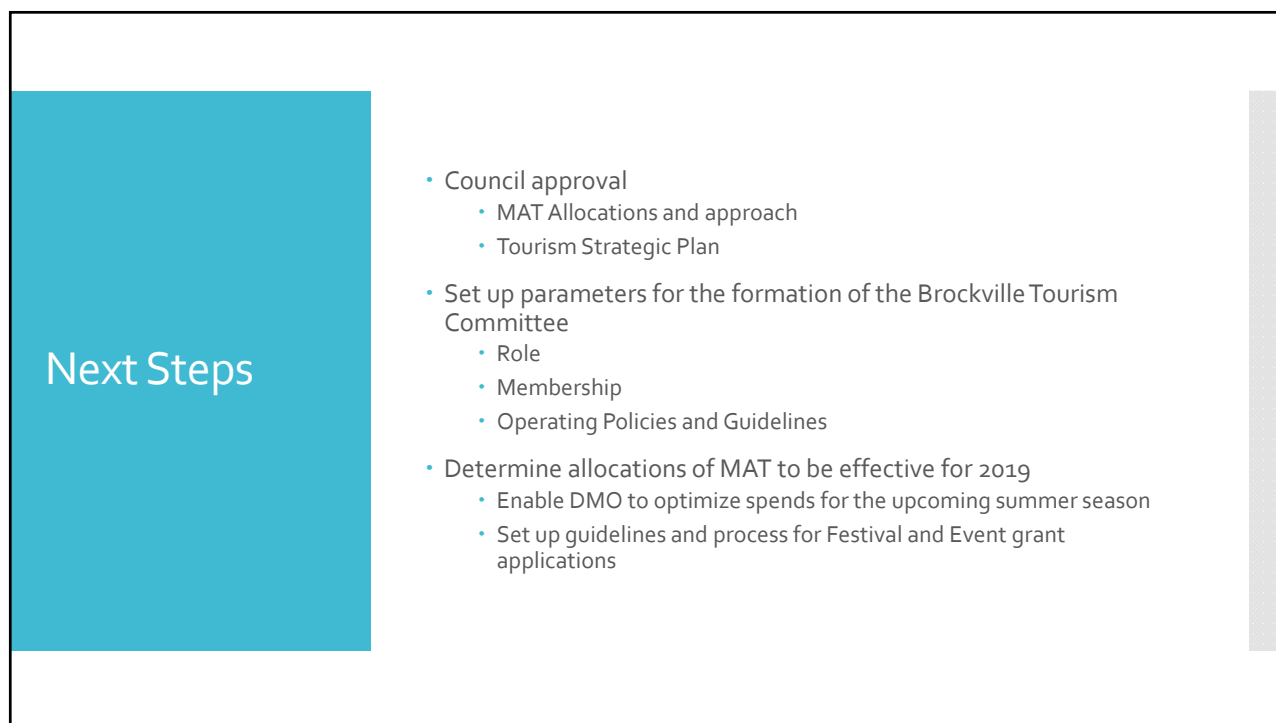 Next Steps
• Council approval
• MAT Allocations and approach
• Tourism Strategic Plan
• Set up parameters for the formation of the Brockville Tourism
Committee
• Role
• Membership
• Operating Policies and Guidelines
• Determine allocations of MAT to be effective for 2019
• Enable DMO to optimize spends for the upcoming summer season
• Set up guidelines and process for Festival and Event grant
applications